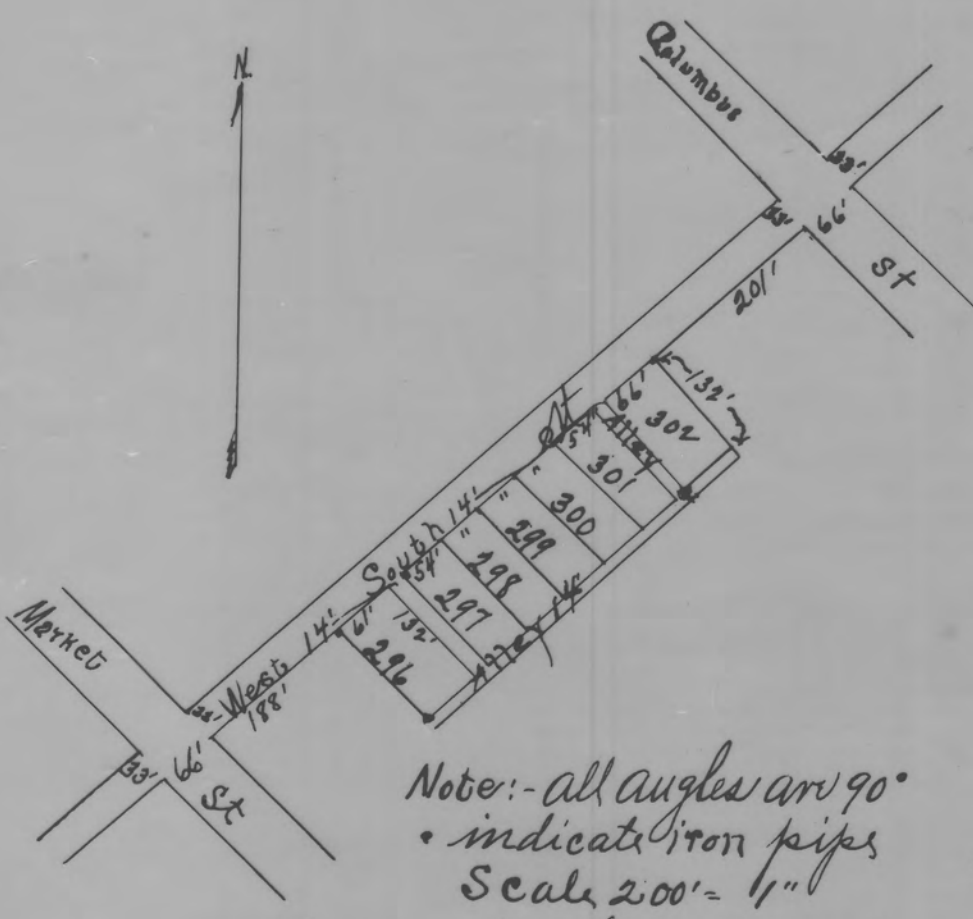 N.
Columbus
33'
33'
66'
St
201'
132'
66'
302
St
54'
Alley
301
"
300
South 14'
"
299
"
298
54'
297
Alley 14'
132'
61'
296
West 14'
188'
Market
33'
33'
66'
St
Note:- all angles are 90°
• indicate iron pipe
Scale 200' = 1"